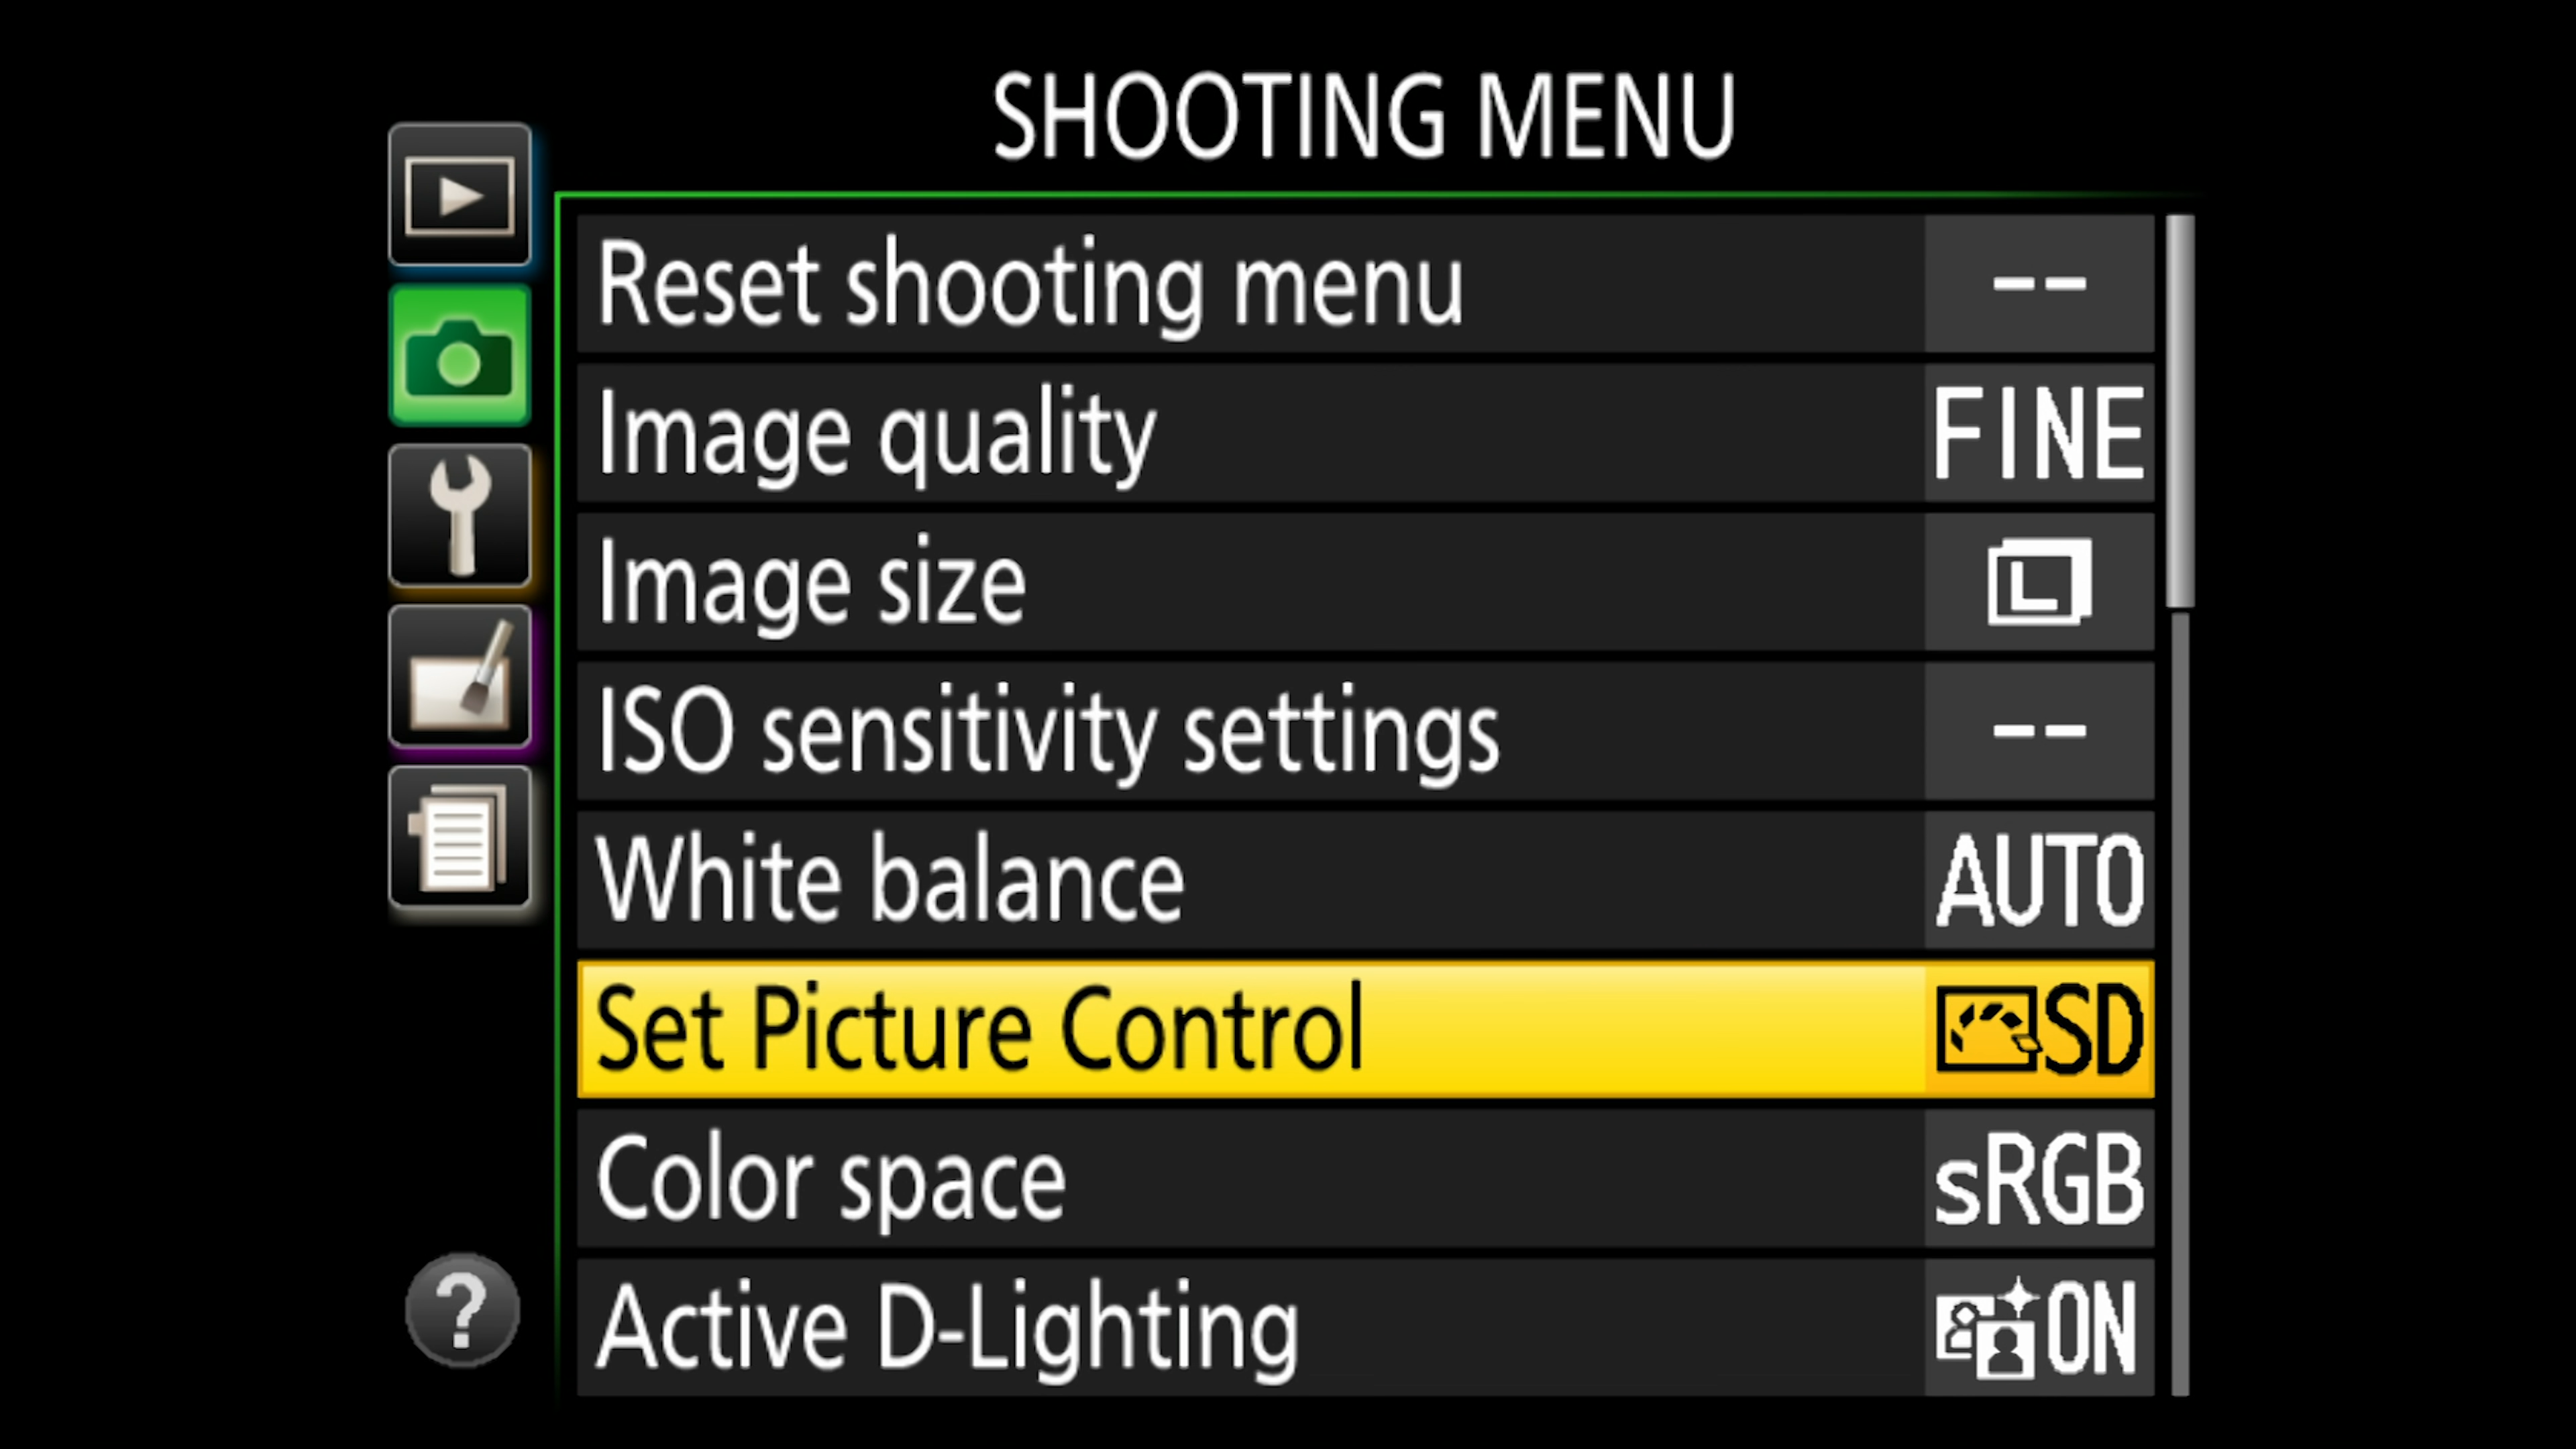 SHOOTING MENU
Reset shooting menu --
Image quality FINE
Image size L
ISO sensitivity settings --
White balance AUTO
Set Picture Control SD
Color space sRGB
Active D-Lighting ON
?